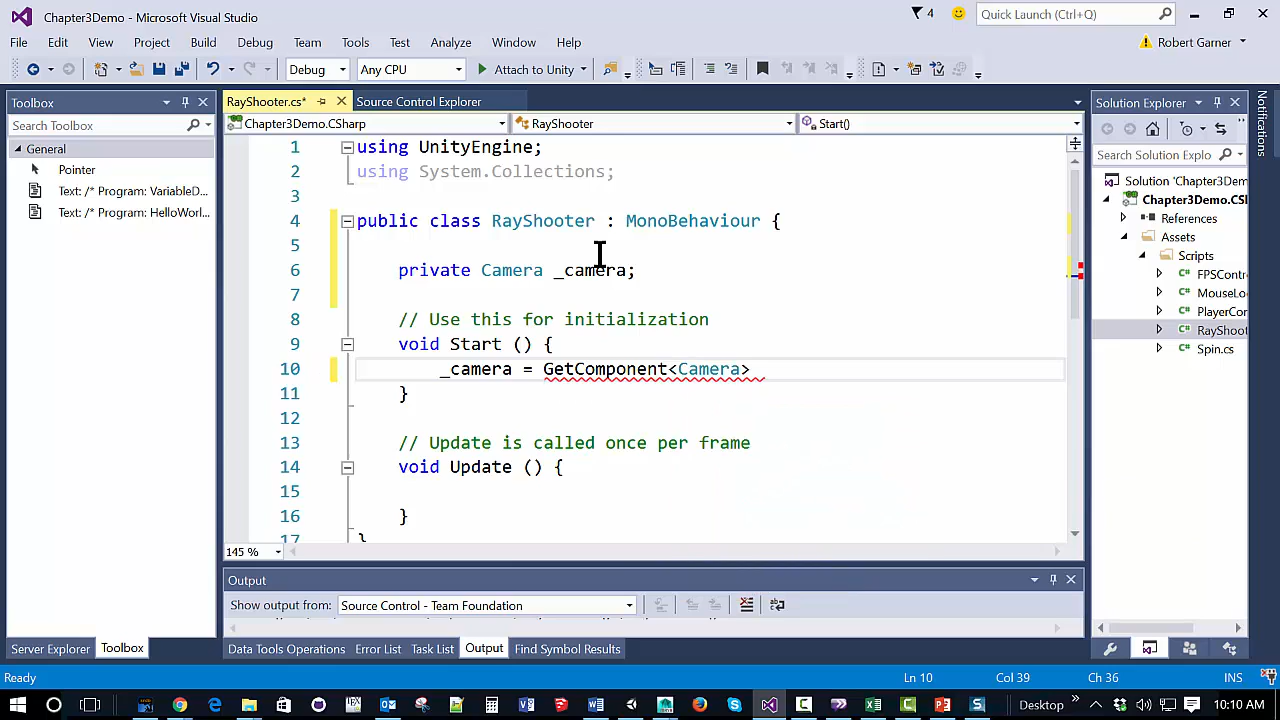 Chapter3Demo - Microsoft Visual Studio
4
Quick Launch (Ctrl+Q)
File Edit View Project Build Debug Team Tools Test Analyze Window Help
Robert Garner
Debug Any CPU Attach to Unity
Toolbox
Search Toolbox
General
Pointer
Text: /* Program: VariableD...
Text: /* Program: HelloWorl...
RayShooter.cs* Source Control Explorer
Chapter3Demo.CSharp RayShooter Start()
1 using UnityEngine;
2 using System.Collections;
3
4 public class RayShooter : MonoBehaviour {
5
6 private Camera _camera;
7
8 // Use this for initialization
9 void Start () {
10 _camera = GetComponent<Camera>
11 }
12
13 // Update is called once per frame
14 void Update () {
15
16 }
17 }
145 %
Output
Show output from: Source Control - Team Foundation
Solution Explorer
Search Solution Explo
Solution 'Chapter3Demo
Chapter3Demo.CSl
References
Assets
Scripts
FPSContr
MouseLo
PlayerCon
RayShoot
Spin.cs
Notifications
Server Explorer Toolbox
Data Tools Operations Error List Task List Output Find Symbol Results
Ready Ln 10 Col 39 Ch 36 INS
Desktop 10:10 AM